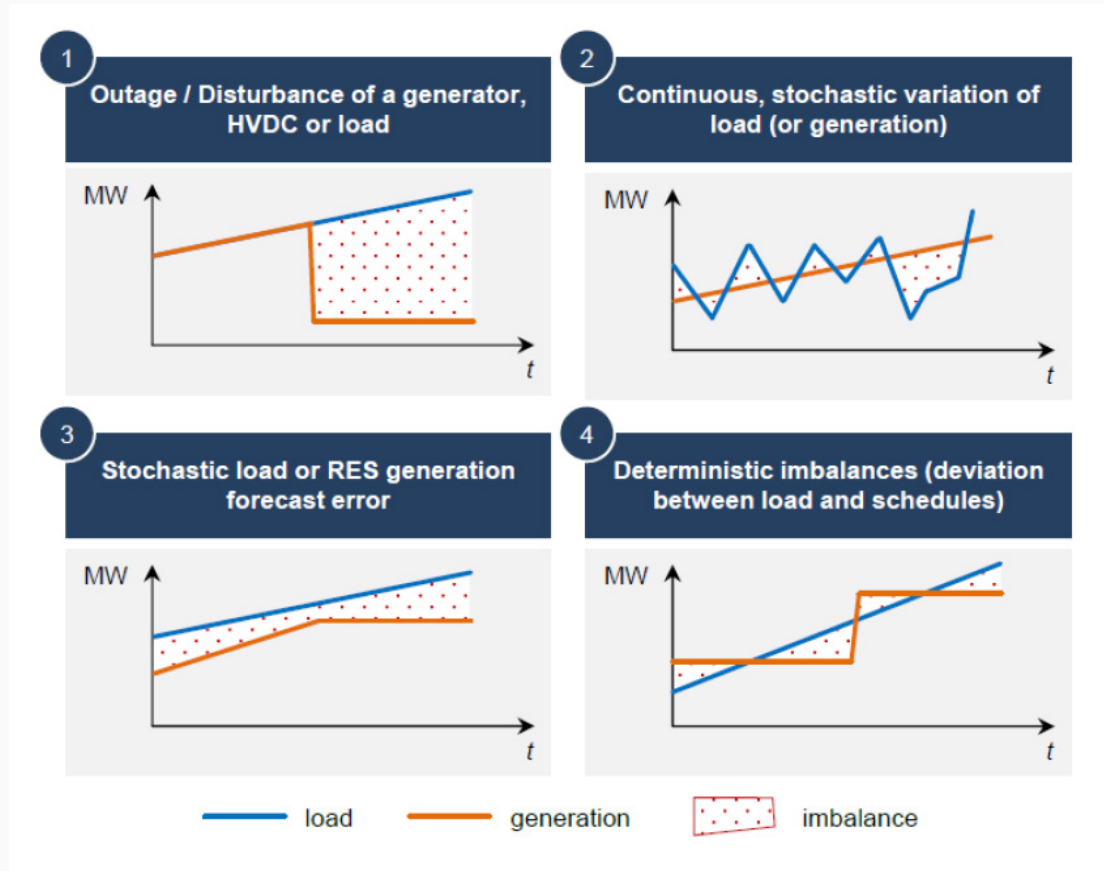 1
Outage / Disturbance of a generator,
HVDC or load
MW
t
2
Continuous, stochastic variation of
load (or generation)
MW
t
3
Stochastic load or RES generation
forecast error
MW
t
4
Deterministic imbalances (deviation
between load and schedules)
MW
t
load
generation
imbalance